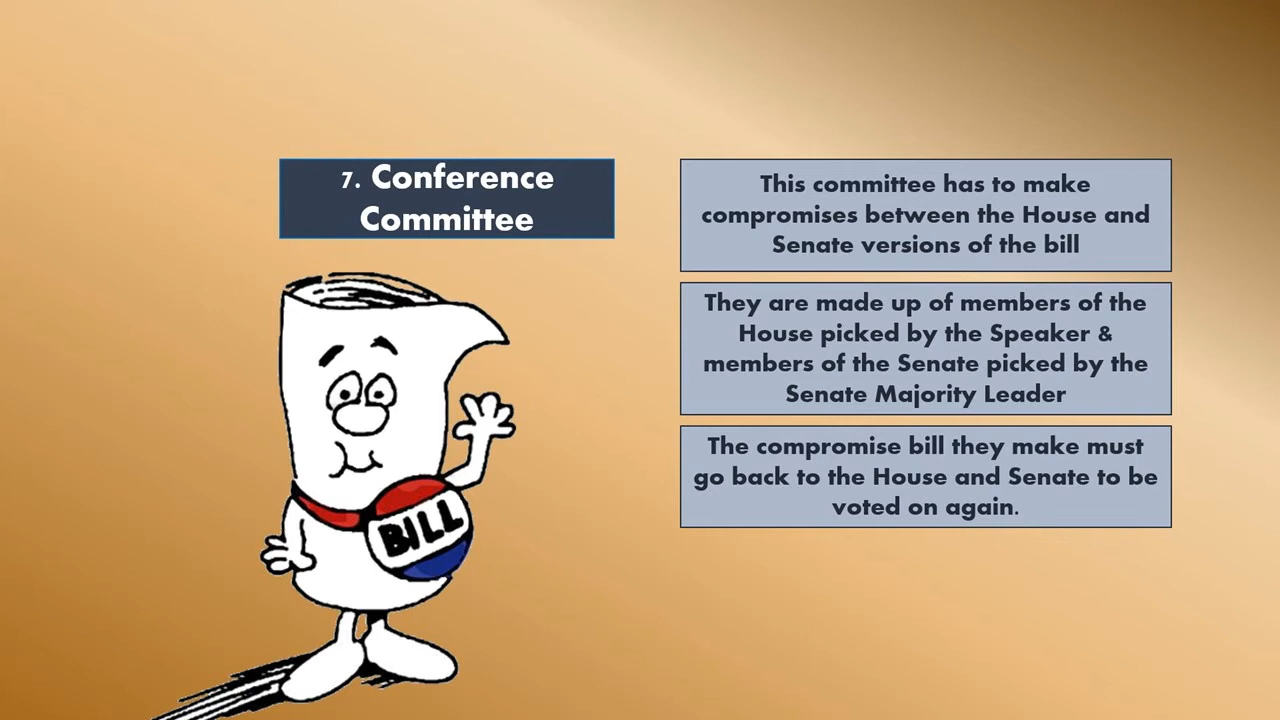 7. Conference
Committee
This committee has to make
compromises between the House and
Senate versions of the bill
They are made up of members of the
House picked by the Speaker &
members of the Senate picked by the
Senate Majority Leader
The compromise bill they make must
go back to the House and Senate to be
voted on again.
BILL